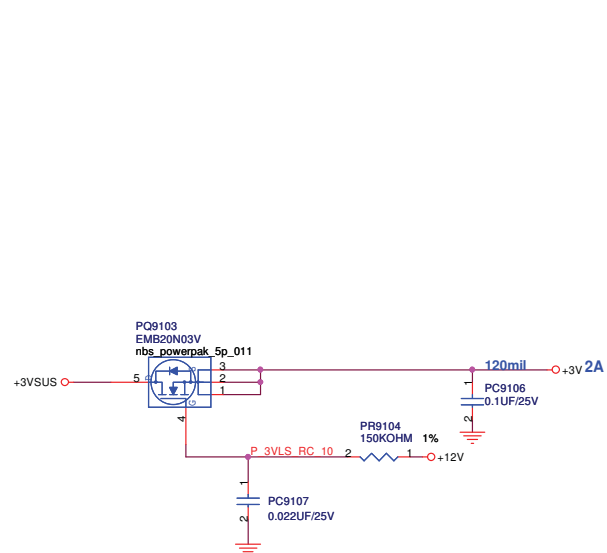 PQ9103
EMB20N03V
nbs_powerpak_5p_011
+3VSUS
5
D
S
G
3
2
1
4
120mil
+3V 2A
1
PC9106
0.1UF/25V
2
PR9104
150KOHM 1%
P_3VLS_RC_10 2 1 +12V
1
PC9107
2
0.022UF/25V